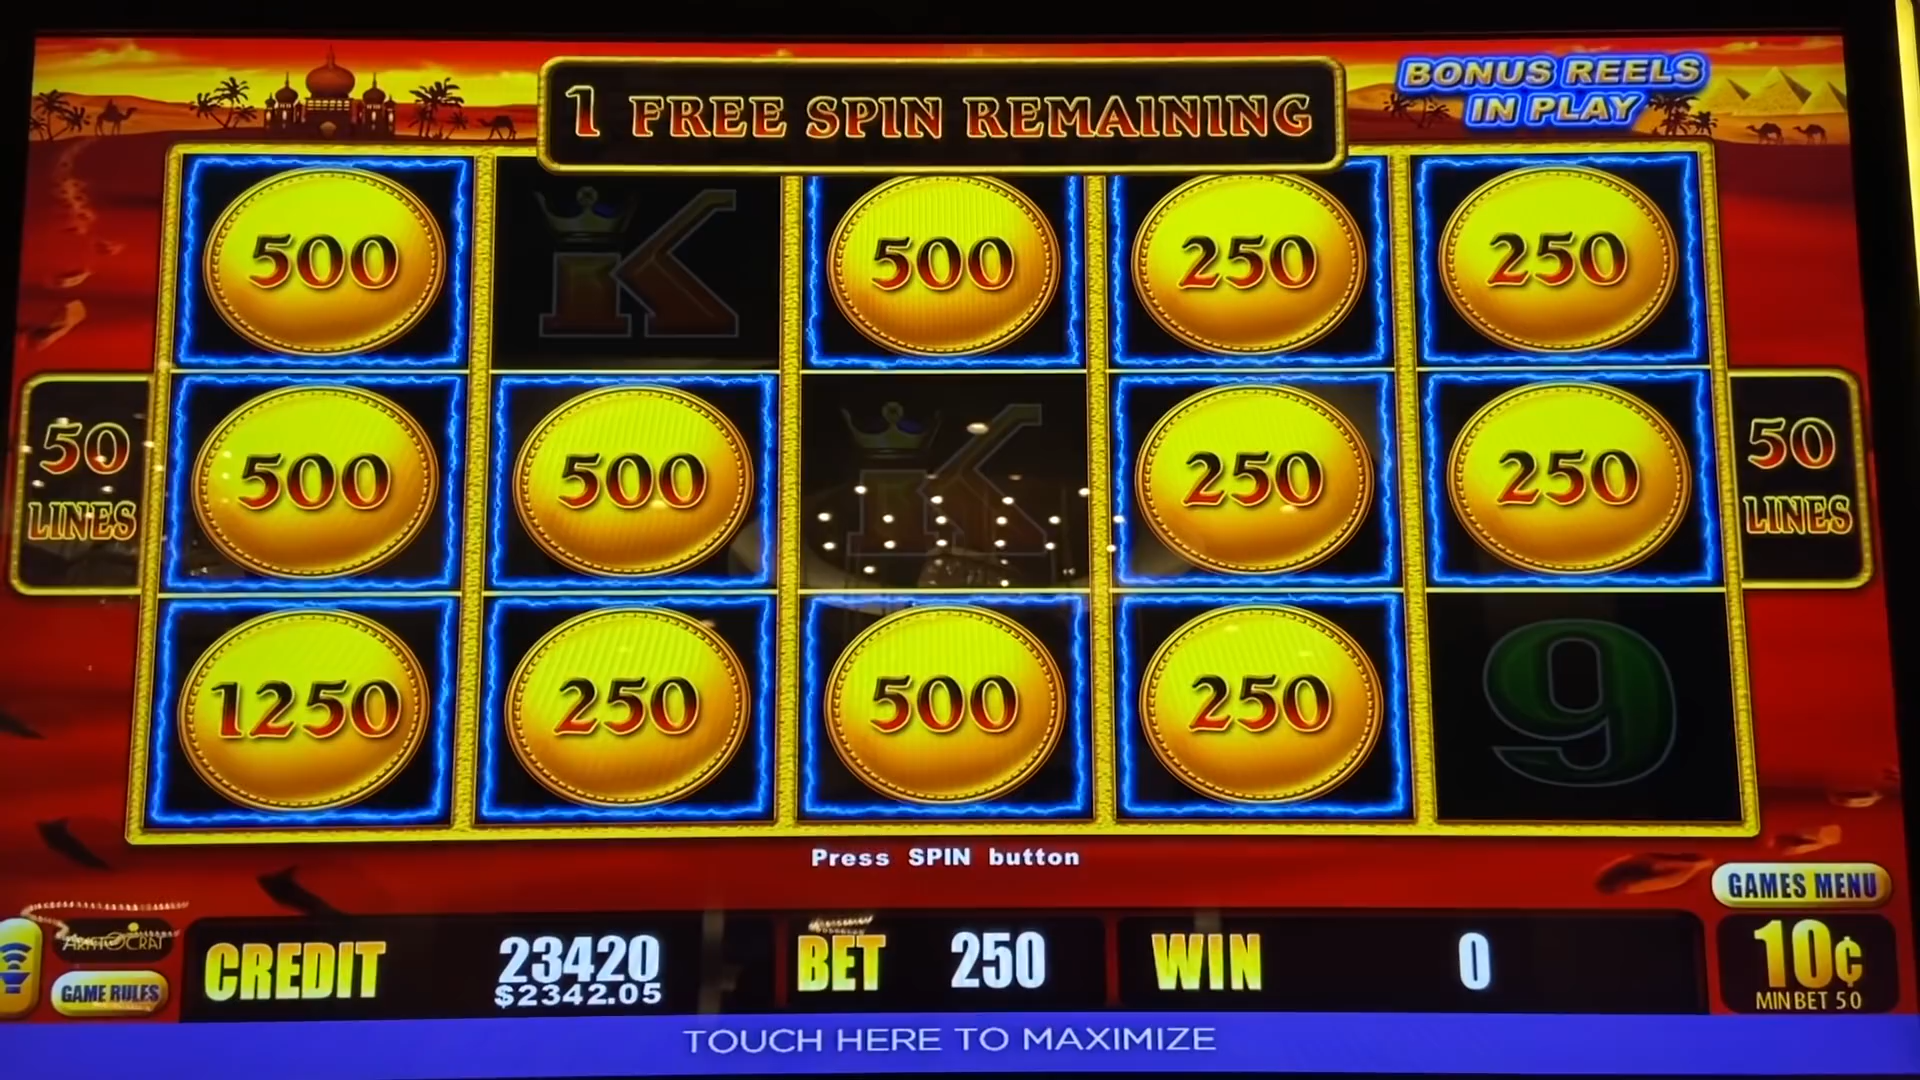 1 FREE SPIN REMAINING
BONUS REELS
IN PLAY
500
K
500
250
250
50
LINES
500
500
K
250
250
50
LINES
1250
250
500
250
9
Press SPIN button
GAMES MENU
ARISTOCRAT
GAME RULES
CREDIT
23420
$2342.05
BET
250
WIN
0
10¢
MIN BET 50
TOUCH HERE TO MAXIMIZE